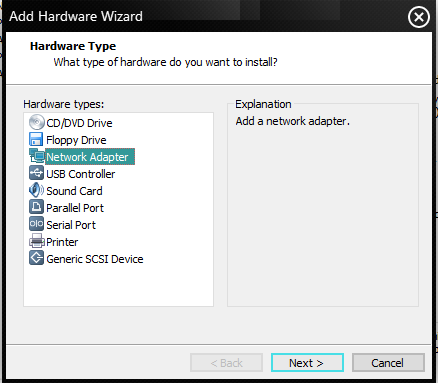 Add Hardware Wizard
Hardware Type
What type of hardware do you want to install?
Hardware types:
CD/DVD Drive
Floppy Drive
Network Adapter
USB Controller
Sound Card
Parallel Port
Serial Port
Printer
Generic SCSI Device
Explanation
Add a network adapter.
< Back
Next >
Cancel